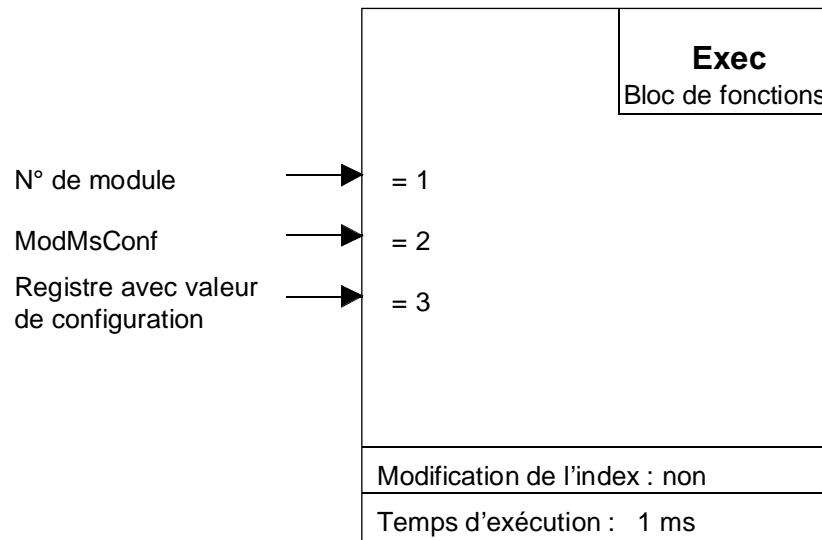 Exec
Bloc de fonctions
N° de module = 1
ModMsConf = 2
Registre avec valeur
de configuration
= 3
Modification de l'index : non
Temps d'exécution : 1 ms